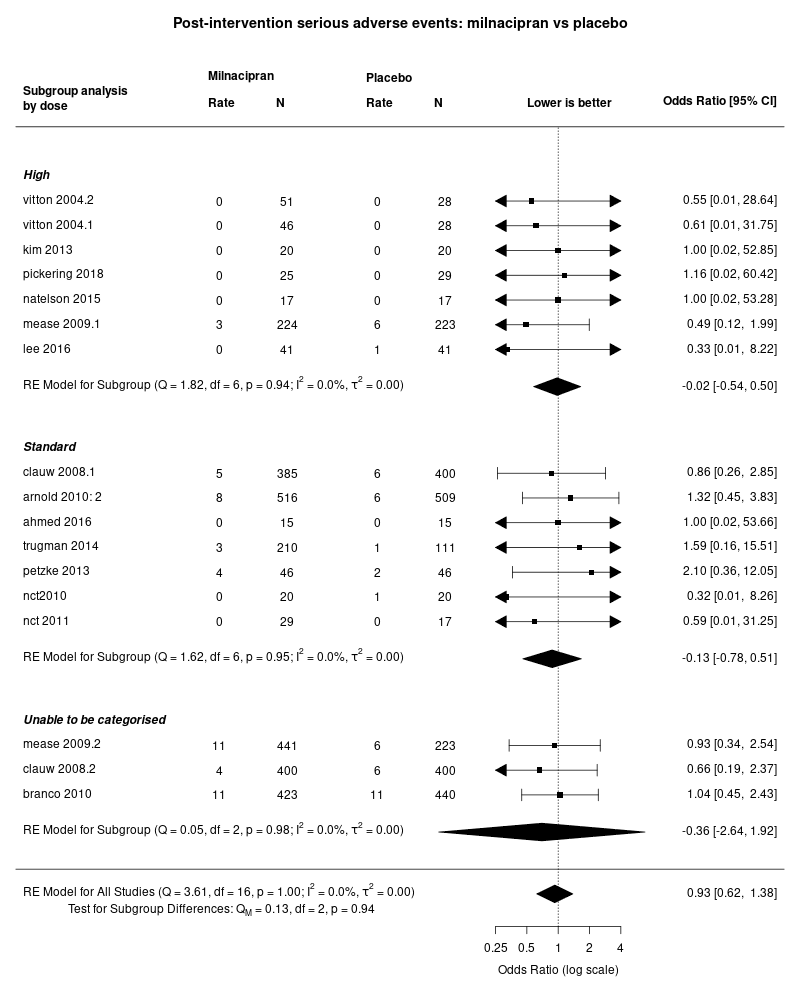 Post-intervention serious adverse events: milnacipran vs placebo
Milnacipran Placebo
Subgroup analysis
by dose Rate N Rate N Lower is better Odds Ratio [95% CI]
High
vitton 2004.2 0 51 0 28 0.55 [0.01, 28.64]
vitton 2004.1 0 46 0 28 0.61 [0.01, 31.75]
kim 2013 0 20 0 20 1.00 [0.02, 52.85]
pickering 2018 0 25 0 29 1.16 [0.02, 60.42]
natelson 2015 0 17 0 17 1.00 [0.02, 53.28]
mease 2009.1 3 224 6 223 0.49 [0.12, 1.99]
lee 2016 0 41 1 41 0.33 [0.01, 8.22]
RE Model for Subgroup (Q = 1.82, df = 6, p = 0.94; I² = 0.0%, τ² = 0.00) -0.02 [-0.54, 0.50]
Standard
clauw 2008.1 5 385 6 400 0.86 [0.26, 2.85]
arnold 2010: 2 8 516 6 509 1.32 [0.45, 3.83]
ahmed 2016 0 15 0 15 1.00 [0.02, 53.66]
trugman 2014 3 210 1 111 1.59 [0.16, 15.51]
petzke 2013 4 46 2 46 2.10 [0.36, 12.05]
nct2010 0 20 1 20 0.32 [0.01, 8.26]
nct 2011 0 29 0 17 0.59 [0.01, 31.25]
RE Model for Subgroup (Q = 1.62, df = 6, p = 0.95; I² = 0.0%, τ² = 0.00) -0.13 [-0.78, 0.51]
Unable to be categorised
mease 2009.2 11 441 6 223 0.93 [0.34, 2.54]
clauw 2008.2 4 400 6 400 0.66 [0.19, 2.37]
branco 2010 11 423 11 440 1.04 [0.45, 2.43]
RE Model for Subgroup (Q = 0.05, df = 2, p = 0.98; I² = 0.0%, τ² = 0.00) -0.36 [-2.64, 1.92]
RE Model for All Studies (Q = 3.61, df = 16, p = 1.00; I² = 0.0%, τ² = 0.00) 0.93 [0.62, 1.38]
Test for Subgroup Differences: Q_M = 0.13, df = 2, p = 0.94
0.25 0.5 1 2 4
Odds Ratio (log scale)